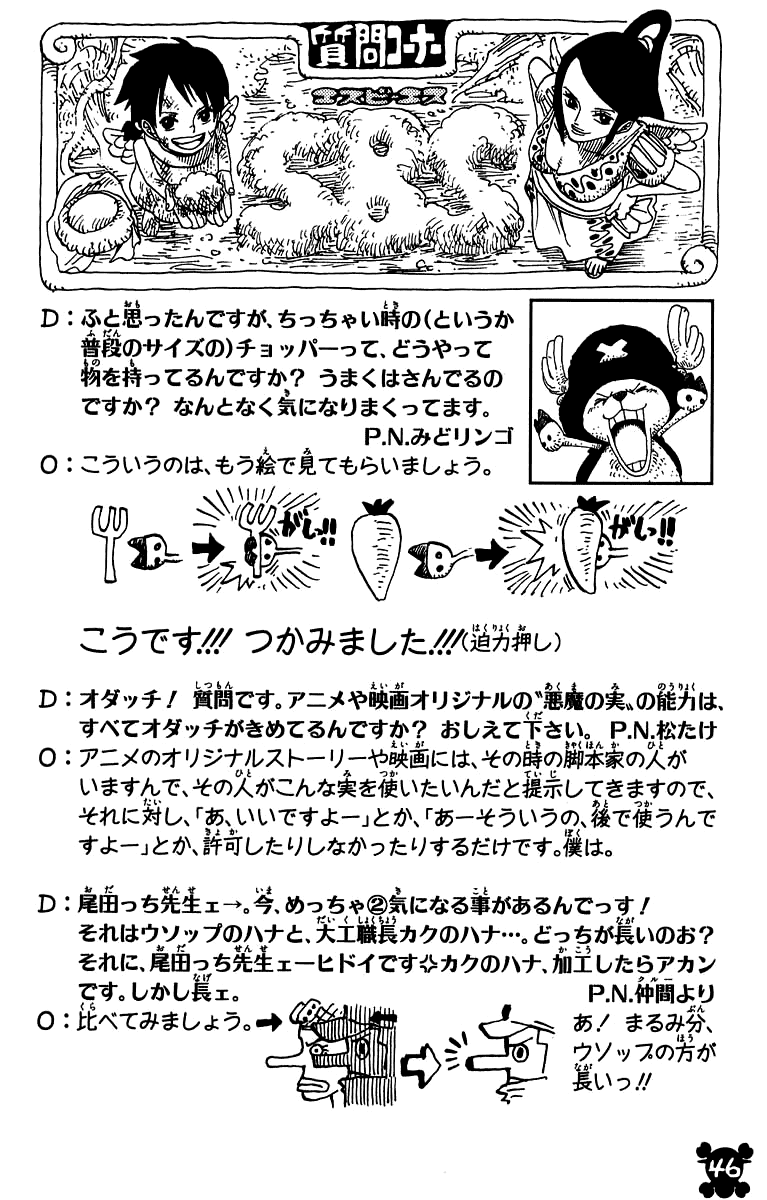 質問コーナー
エスビーエス
SBS
D：ふと思ったんですが、ちっちゃい時の（というか
普段のサイズの）チョッパーって、どうやって
物を持ってるんですか？ うまくはさんでるの
ですか？ なんとなく気になりまくってます。
P.N.みどリンゴ
O：こういうのは、もう絵で見てもらいましょう。
がしっ!!
がしっ!!
こうです!!! つかみました!!!（迫力押し）
D：オダッチ！ 質問です。アニメや映画オリジナルの〝悪魔の実〟の能力は、
すべてオダッチがきめてるんですか？ おしえて下さい。 P.N.松たけ
O：アニメのオリジナルストーリーや映画には、その時の脚本家の人が
いますんで、その人がこんな実を使いたいんだと提示してきますので、
それに対し、「あ、いいですよー」とか、「あーそういうの、後で使うんで
すよー」とか、許可したりしなかったりするだけです。僕は。
D：尾田っち先生ェ→。今、めっちゃ②気になる事があるんでっす！
それはウソップのハナと、大工職長カクのハナ…。どっちが長いのお？
それに、尾田っち先生ェーヒドイです💢カクのハナ、加工したらアカン
です。しかし長ェ。 P.N.仲間より
O：比べてみましょう。
あ！ まるみ分、
ウソップの方が
長いっ!!
46